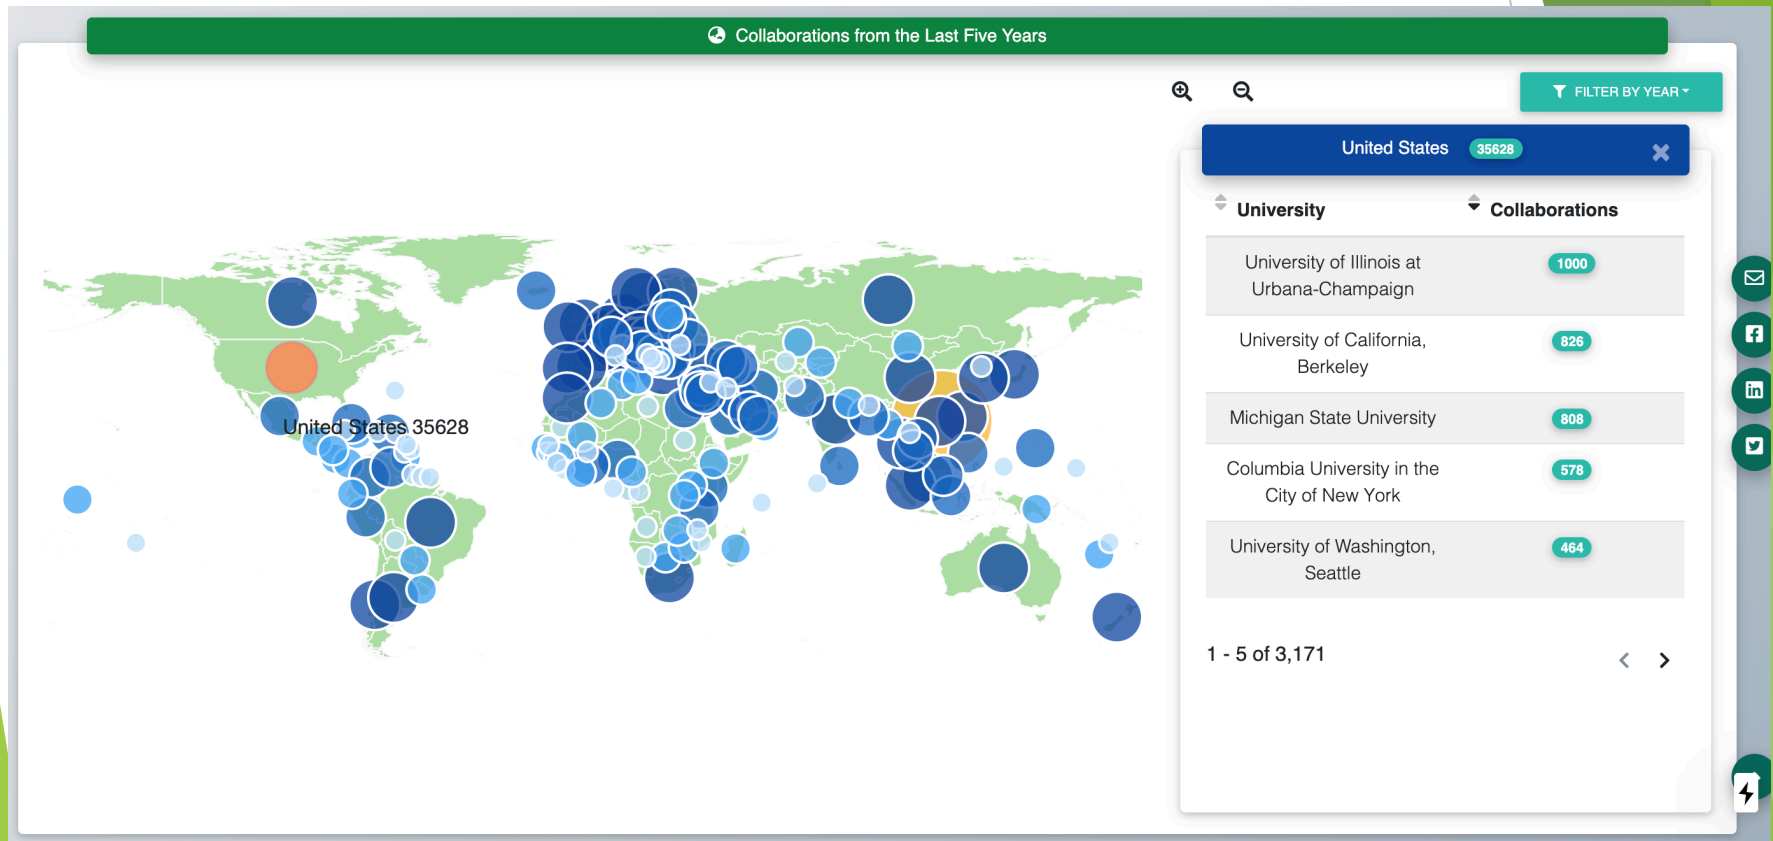 Collaborations from the Last Five Years
FILTER BY YEAR
United States 35628
United States 35628
University Collaborations
University of Illinois at
Urbana-Champaign
1000
University of California,
Berkeley
826
Michigan State University 808
Columbia University in the
City of New York
578
University of Washington,
Seattle
464
1 - 5 of 3,171